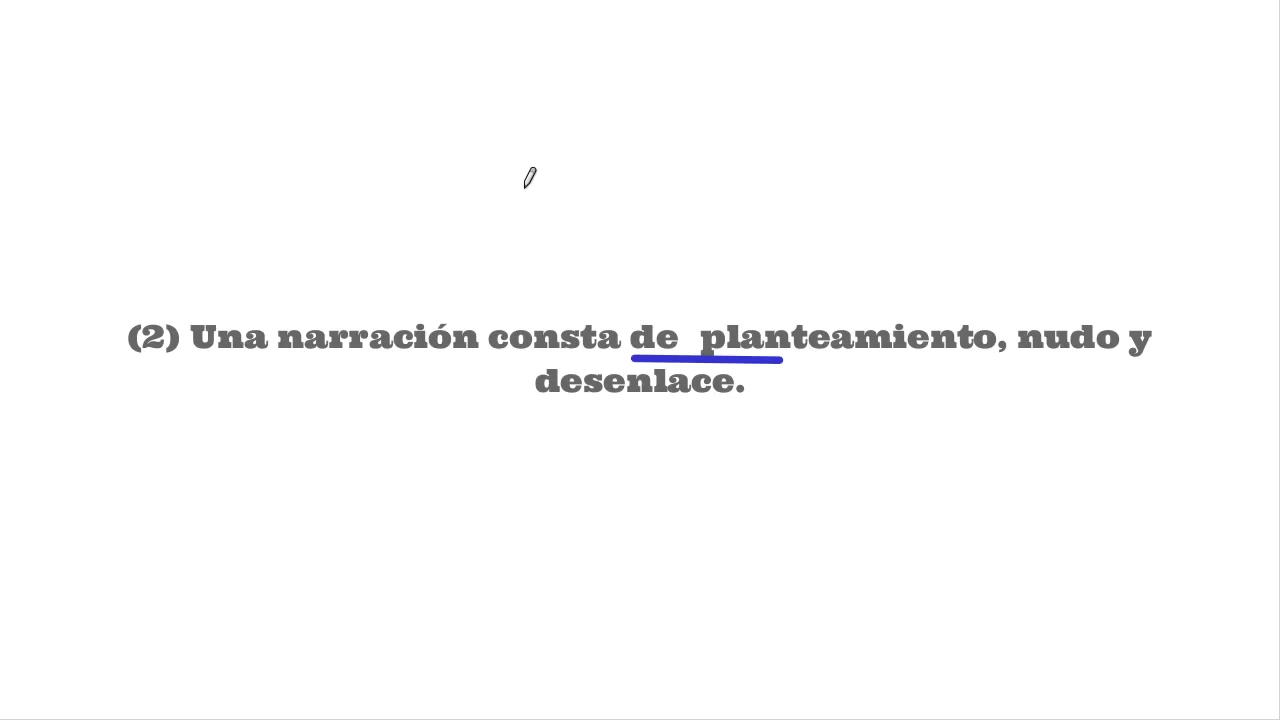 (2) Una narración consta de  planteamiento, nudo y
desenlace.